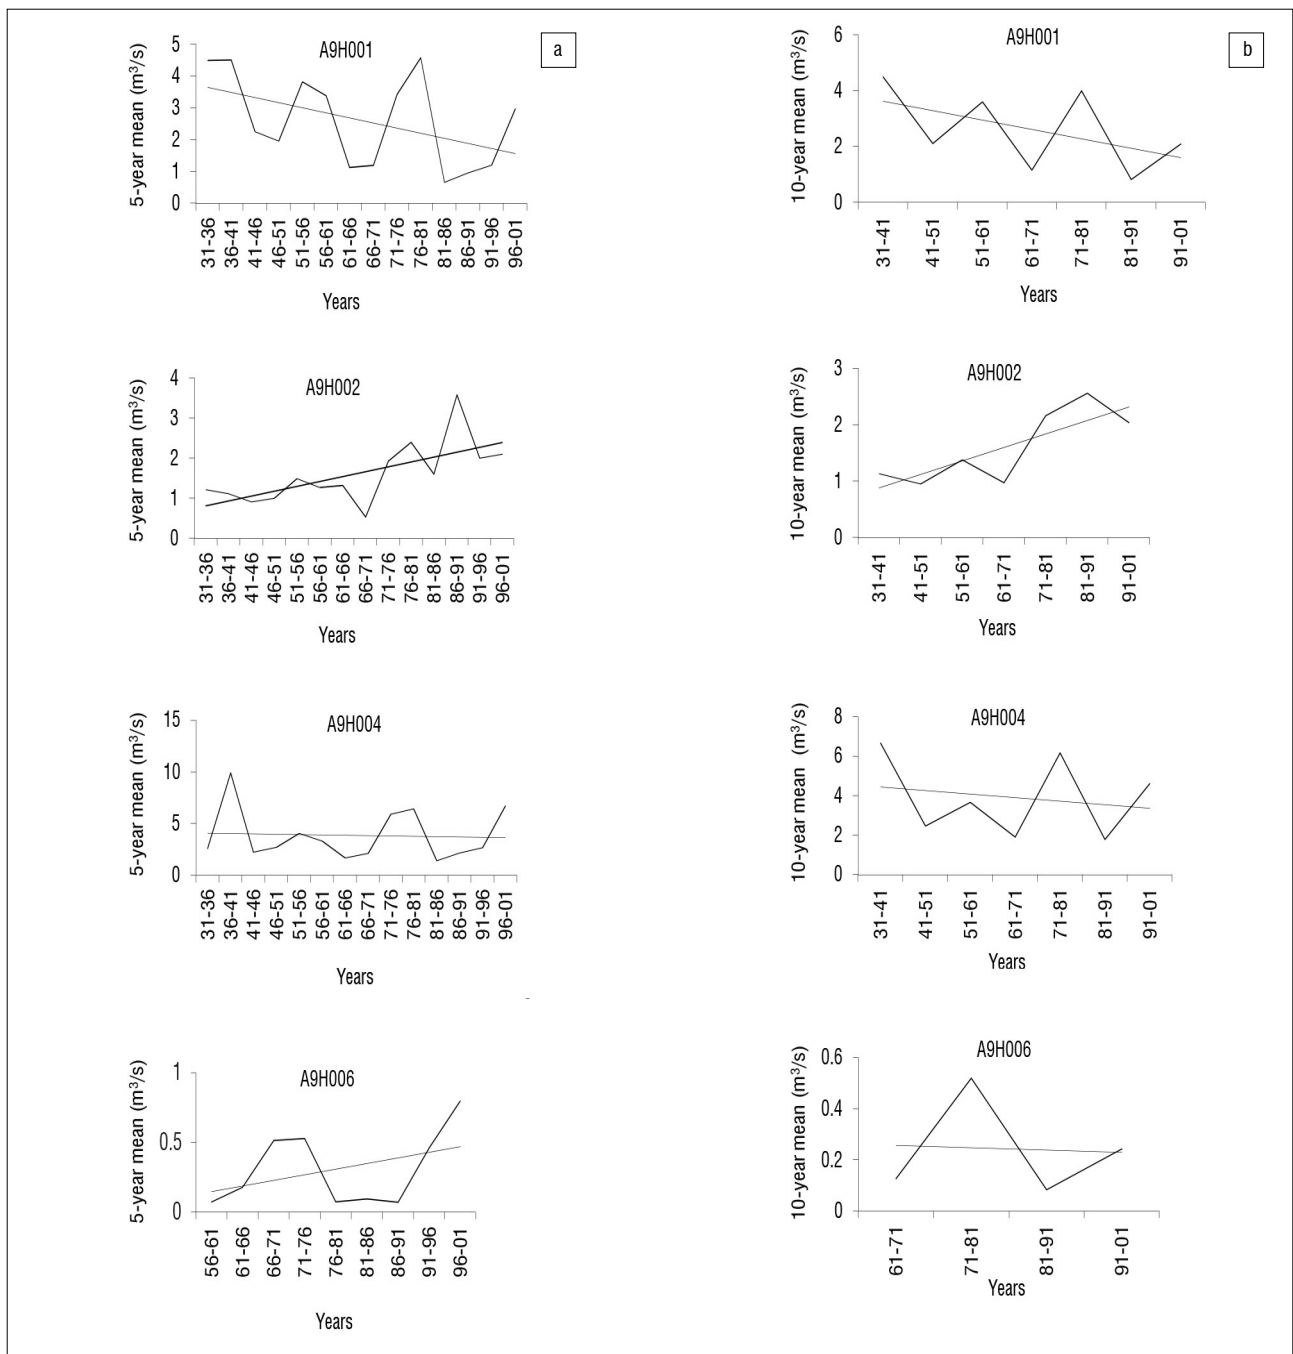 A9H001
a
5-year mean (m³/s)
5
4
3
2
1
0
31-36 36-41 41-46 46-51 51-56 56-61 61-66 66-71 71-76 76-81 81-86 86-91 91-96 96-01
Years
A9H001
b
10-year mean (m³/s)
6
4
2
0
31-41 41-51 51-61 61-71 71-81 81-91 91-01
Years
A9H002
5-year mean (m³/s)
4
3
2
1
0
31-36 36-41 41-46 46-51 51-56 56-61 61-66 66-71 71-76 76-81 81-86 86-91 91-96 96-01
Years
A9H002
10-year mean (m³/s)
3
2
1
0
31-41 41-51 51-61 61-71 71-81 81-91 91-01
Years
A9H004
5-year mean (m³/s)
15
10
5
0
31-36 36-41 41-46 46-51 51-56 56-61 61-66 66-71 71-76 76-81 81-86 86-91 91-96 96-01
Years
A9H004
10-year mean (m³/s)
8
6
4
2
0
31-41 41-51 51-61 61-71 71-81 81-91 91-01
Years
A9H006
5-year mean (m³/s)
1
0.5
0
56-61 61-66 66-71 71-76 76-81 81-86 86-91 91-96 96-01
Years
A9H006
10-year mean (m³/s)
0.6
0.4
0.2
0
61-71 71-81 81-91 91-01
Years